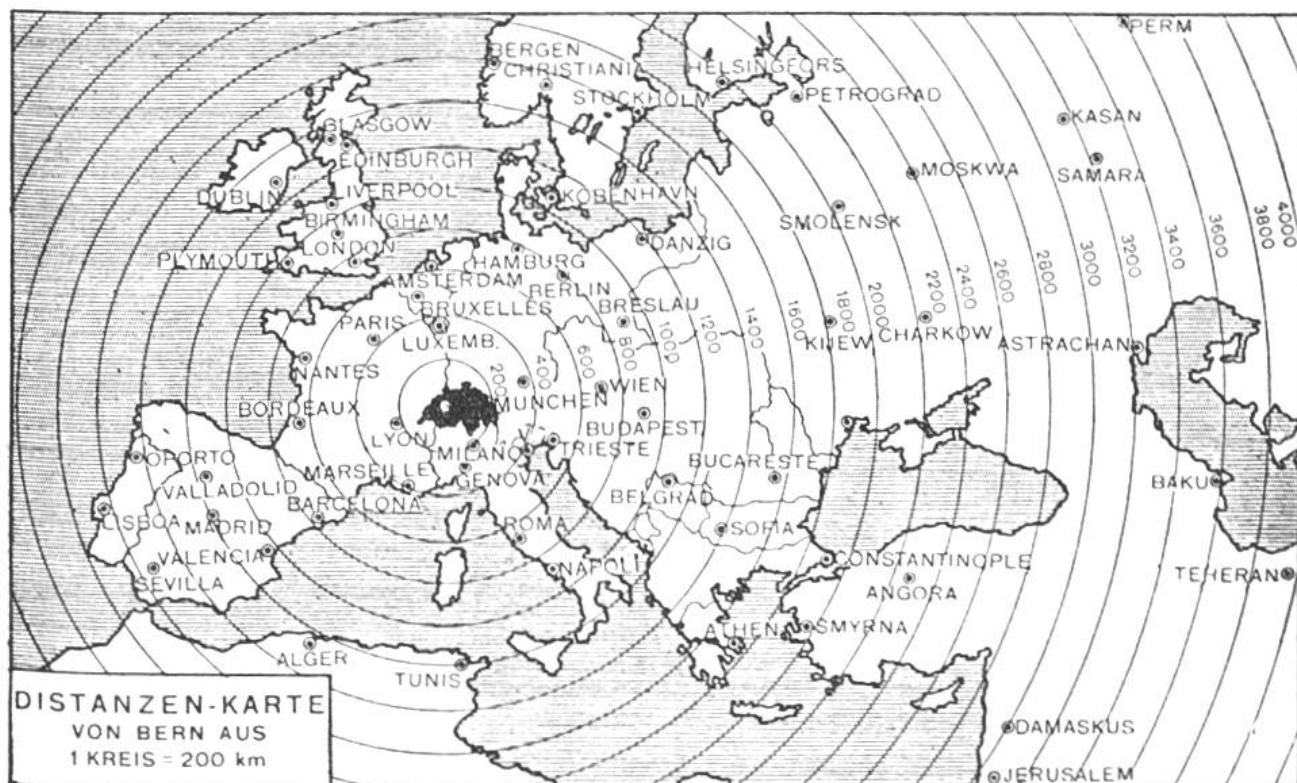 PERM
BERGEN
CHRISTIANIA
HELSINGFORS
STOCKHOLM
PETROGRAD
KASAN
GLASGOW
EDINBURGH
MOSKWA
SAMARA
DUBLIN
LIVERPOOL
KOBENHAVN
BIRMINGHAM
SMOLENSK
LONDON
DANZIG
PLYMOUTH
HAMBURG
AMSTERDAM
BERLIN
BRUXELLES
BRESLAU
PARIS
LUXEMB.
KIJEW
CHARKOW
ASTRACHAN
200
400
600
800
1000
1200
1400
1600
1800
2000
2200
2400
2600
2800
3000
3200
3400
3600
3800
4000
NANTES
WIEN
MÜNCHEN
BORDEAUX
LYON
BUDAPEST
MILANO
TRIESTE
OPORTO
MARSEILLE
GENOVA
BUCARESTE
VALLADOLID
BELGRAD
BAKU
BARCELONA
LISBOA
MADRID
ROMA
SOFIA
VALENCIA
NAPOLI
CONSTANTINOPLE
SEVILLA
ANGORA
TEHERAN
ATHEN
SMYRNA
ALGER
TUNIS
DISTANZEN-KARTE
VON BERN AUS
1 KREIS = 200 km
DAMASKUS
JERUSALEM